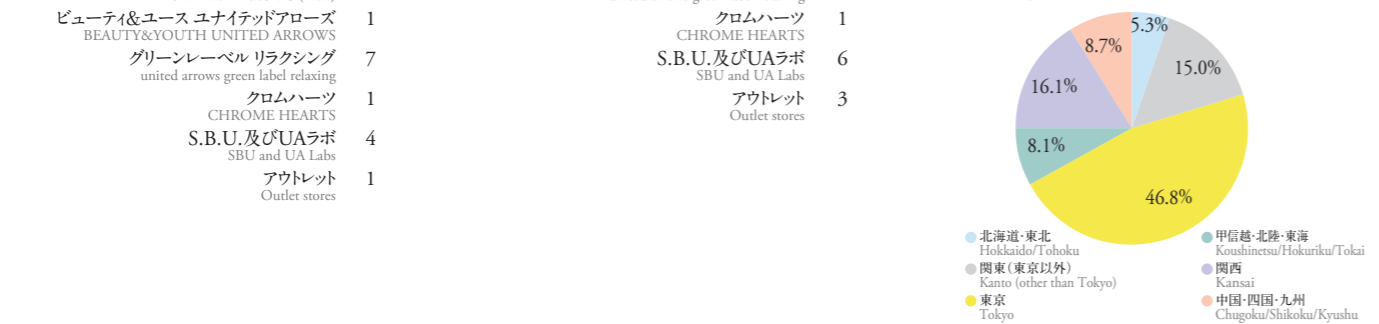 ビューティ&ユース ユナイテッドアローズ 1
BEAUTY&YOUTH UNITED ARROWS
グリーンレーベル リラクシング 7
united arrows green label relaxing
クロムハーツ 1
CHROME HEARTS
S.B.U.及びUAラボ 4
SBU and UA Labs
アウトレット 1
Outlet stores
クロムハーツ 1
CHROME HEARTS
S.B.U.及びUAラボ 6
SBU and UA Labs
アウトレット 3
Outlet stores
5.3%
8.7%
15.0%
16.1%
8.1%
46.8%
北海道・東北
Hokkaido/Tohoku
関東(東京以外)
Kanto (other than Tokyo)
東京
Tokyo
甲信越・北陸・東海
Koushinetsu/Hokuriku/Tokai
関西
Kansai
中国・四国・九州
Chugoku/Shikoku/Kyushu